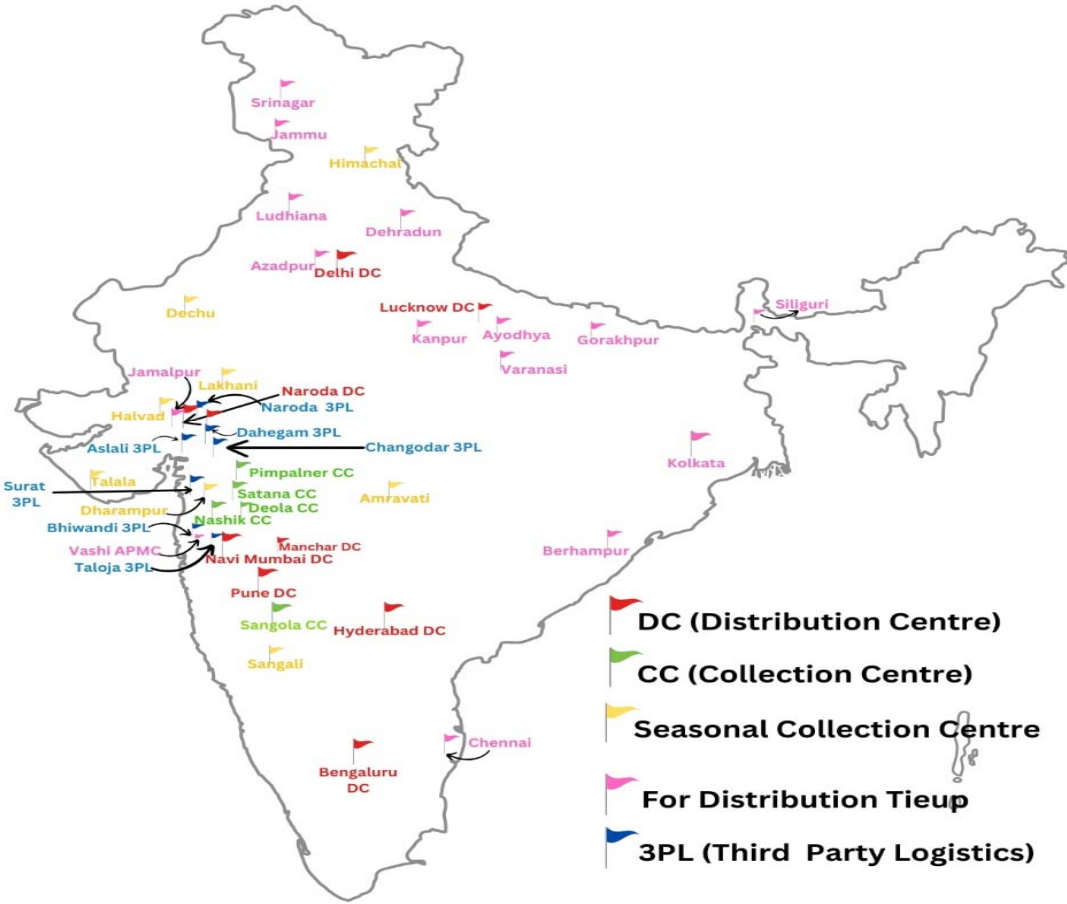 Srinagar
Jammu
Himachal
Ludhiana
Dehradun
Azadpur
Delhi DC
Dechu
Lucknow DC
Siliguri
Kanpur
Ayodhya
Gorakhpur
Varanasi
Jamalpur
Lakhani
Naroda DC
Halvad
Naroda 3PL
Dahegam 3PL
Aslali 3PL
Changodar 3PL
Kolkata
Pimpalner CC
Talala
Surat
3PL
Satana CC
Amravati
Dharampur
Deola CC
Nashik CC
Bhiwandi 3PL
Vashi APMC
Manchar DC
Berhampur
Navi Mumbai DC
Taloja 3PL
Pune DC
Sangola CC
Hyderabad DC
Sangali
Chennai
Bengaluru
DC
DC (Distribution Centre)
CC (Collection Centre)
Seasonal Collection Centre
For Distribution Tieup
3PL (Third Party Logistics)